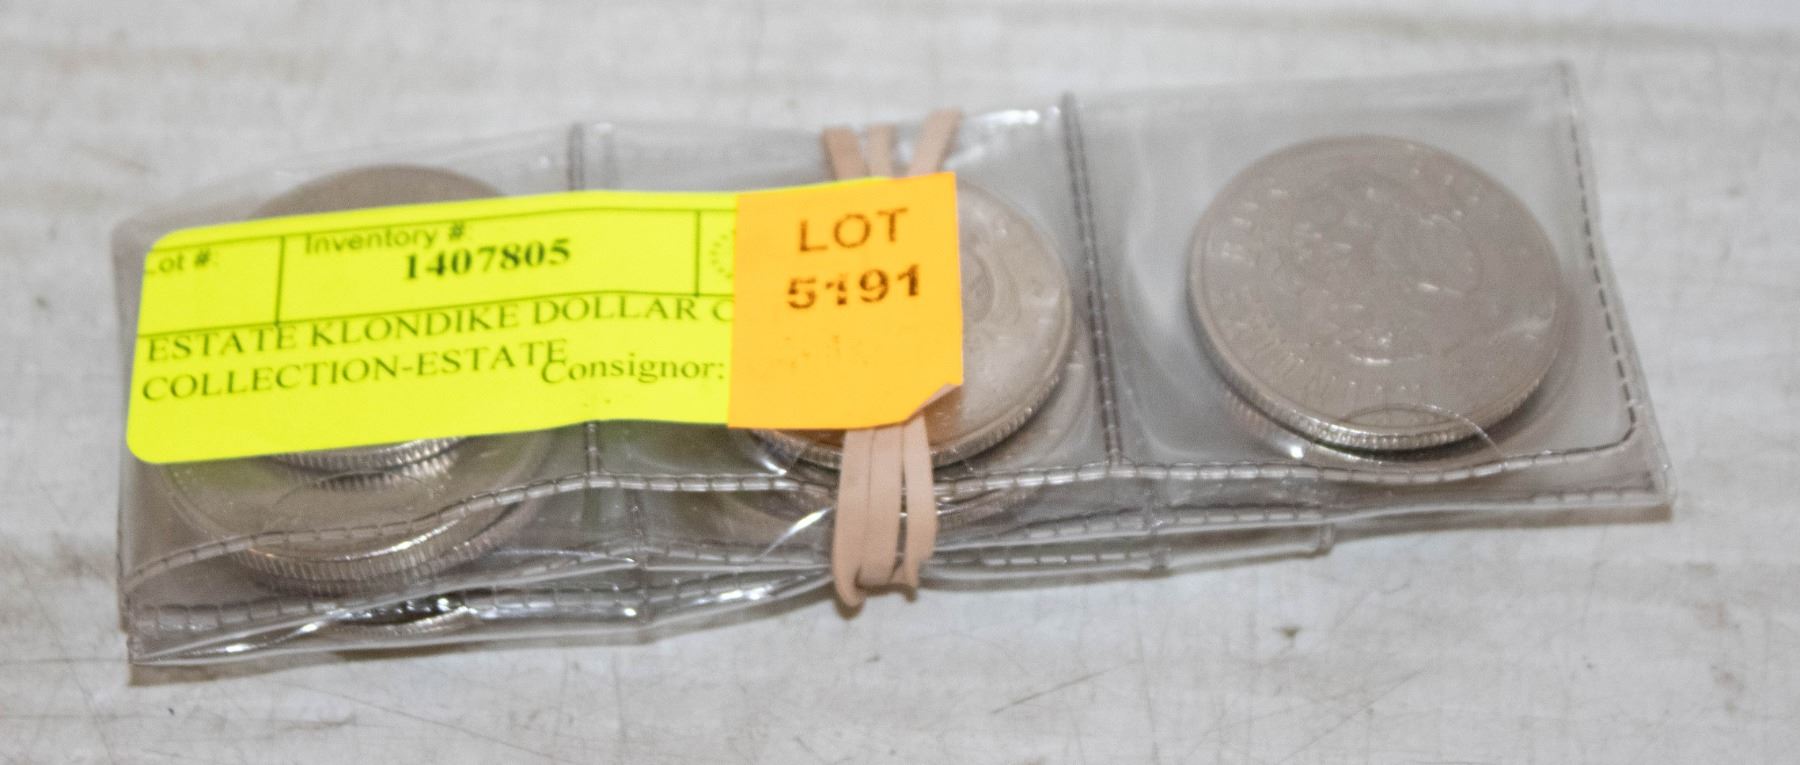 Lot #:
Inventory #
1407805
ESTATE KLONDIKE DOLLAR C
COLLECTION-ESTATE
Consignor:
LOT
5191